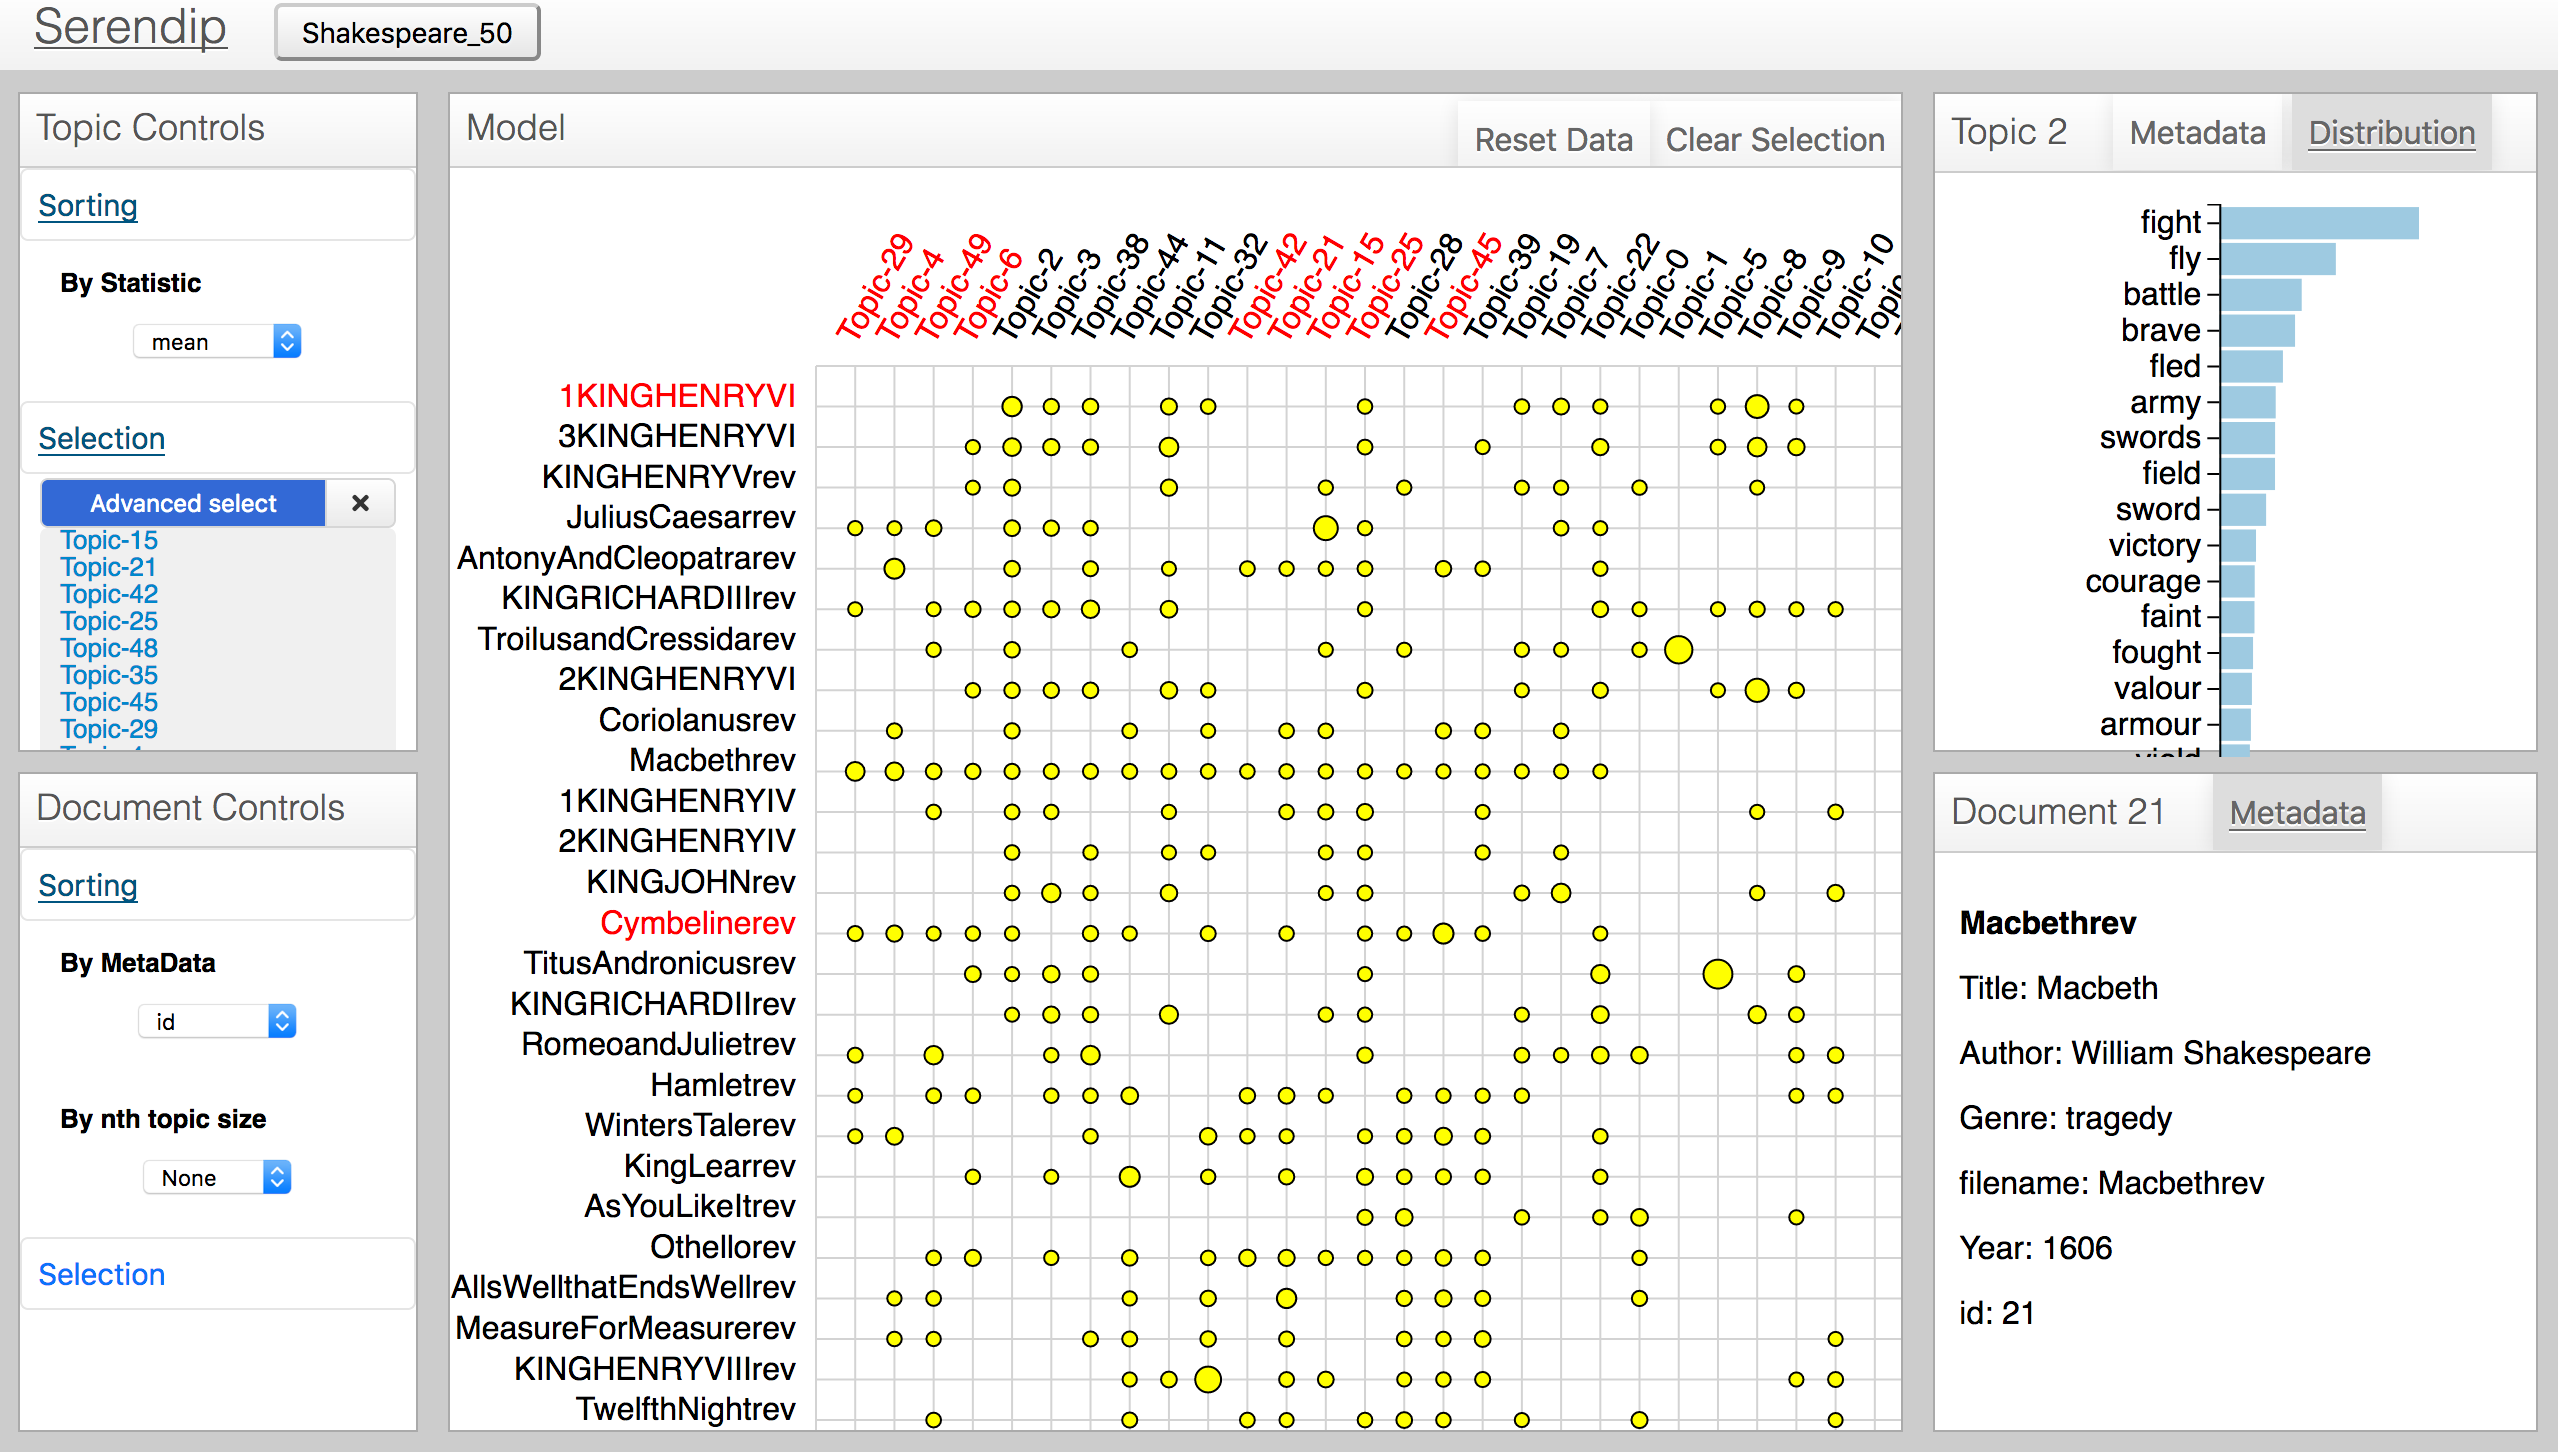 Serendip
Shakespeare_50
Topic Controls
Sorting
By Statistic
mean
Selection
Advanced select ×
Topic-15
Topic-21
Topic-42
Topic-25
Topic-48
Topic-35
Topic-45
Topic-29
Document Controls
Sorting
By MetaData
id
By nth topic size
None
Selection
Model
Reset Data
Clear Selection
Topic-29
Topic-4
Topic-49
Topic-6
Topic-2
Topic-3
Topic-38
Topic-44
Topic-11
Topic-32
Topic-42
Topic-21
Topic-15
Topic-25
Topic-28
Topic-45
Topic-39
Topic-19
Topic-7
Topic-22
Topic-0
Topic-1
Topic-5
Topic-8
Topic-9
Topic-10
1KINGHENRYVI
3KINGHENRYVI
KINGHENRYVrev
JuliusCaesarrev
AntonyAndCleopatrarev
KINGRICHARDIIIrev
TroilusandCressidarev
2KINGHENRYVI
Coriolanusrev
Macbethrev
1KINGHENRYIV
2KINGHENRYIV
KINGJOHNrev
Cymbelinerev
TitusAndronicusrev
KINGRICHARDIIrev
RomeoandJulietrev
Hamletrev
WintersTalerev
KingLearrev
AsYouLikeItrev
Othellorev
AllsWellthatEndsWellrev
MeasureForMeasurerev
KINGHENRYVIIIrev
TwelfthNightrev
Topic 2
Metadata
Distribution
fight
fly
battle
brave
fled
army
swords
field
sword
victory
courage
faint
fought
valour
armour
Document 21
Metadata
Macbethrev
Title: Macbeth
Author: William Shakespeare
Genre: tragedy
filename: Macbethrev
Year: 1606
id: 21